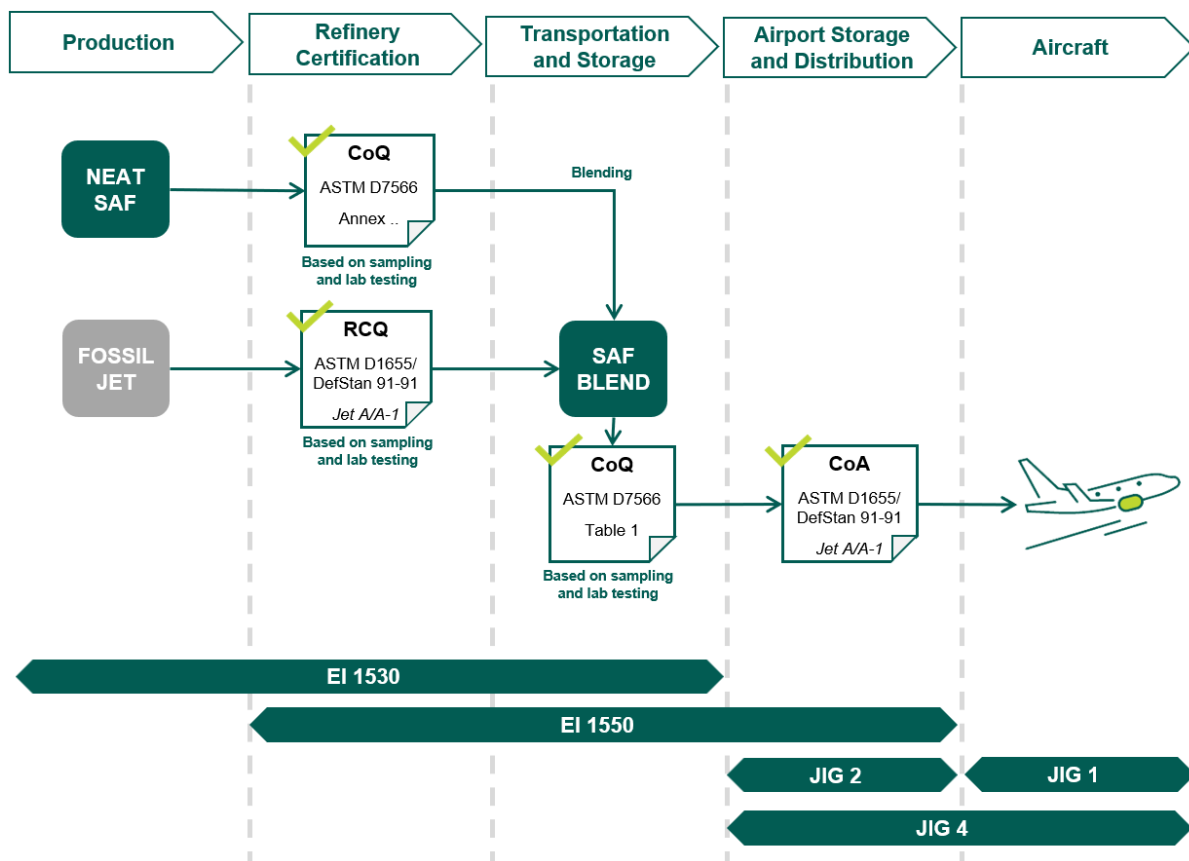 Production
Refinery
Certification
Transportation
and Storage
Airport Storage
and Distribution
Aircraft
NEAT
SAF
CoQ
ASTM D7566
Annex ..
Based on sampling
and lab testing
Blending
FOSSIL
JET
RCQ
ASTM D1655/
DefStan 91-91
Jet A/A-1
Based on sampling
and lab testing
SAF
BLEND
CoQ
ASTM D7566
Table 1
Based on sampling
and lab testing
CoA
ASTM D1655/
DefStan 91-91
Jet A/A-1
EI 1530
EI 1550
JIG 2
JIG 1
JIG 4